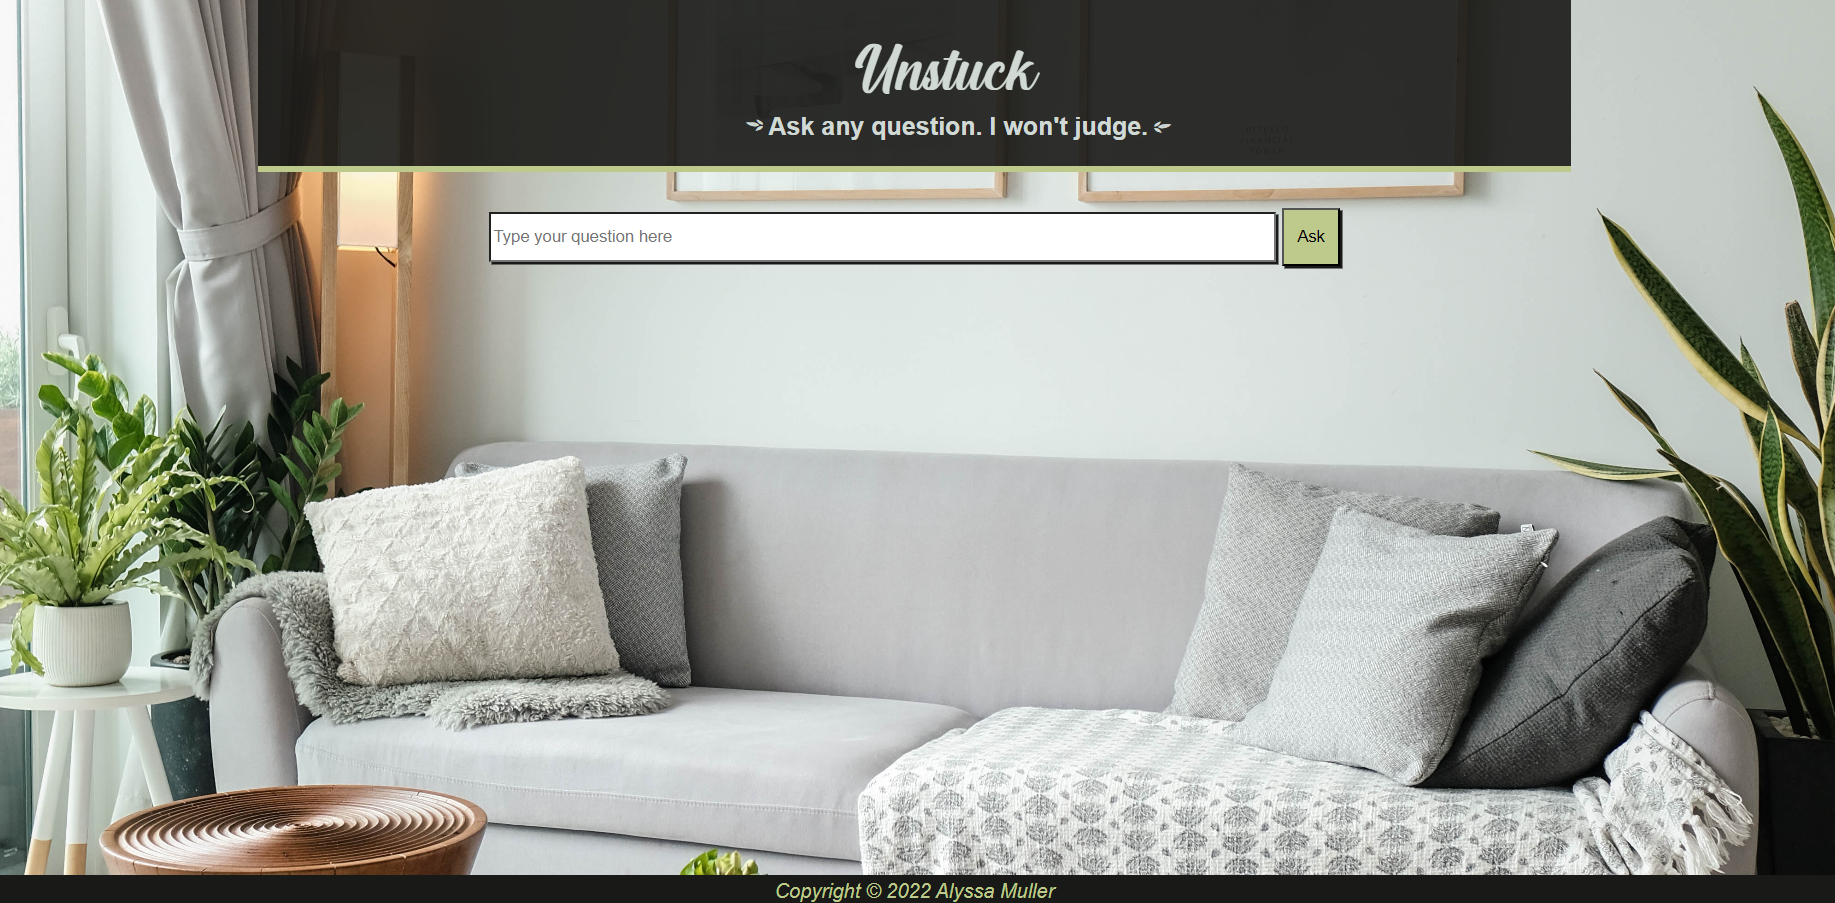 Unstuck
Ask any question. I won't judge.
Type your question here
Ask
Copyright © 2022 Alyssa Muller